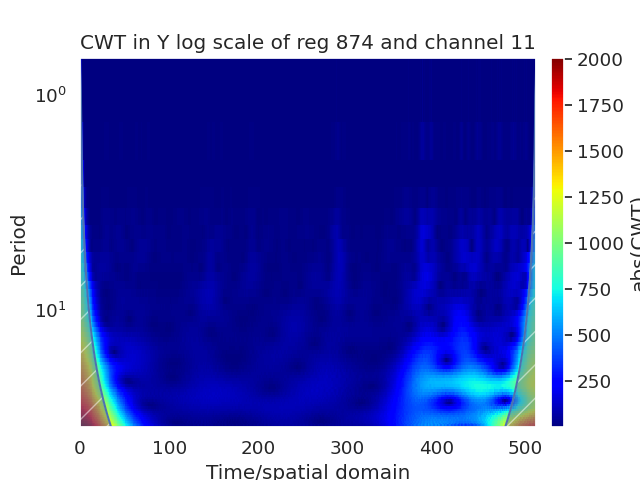 CWT in Y log scale of reg 874 and channel 11
10⁰
10¹
Period
0 100 200 300 400 500
Time/spatial domain
2000
1750
1500
1250
1000
750
500
250
abs(CWT)